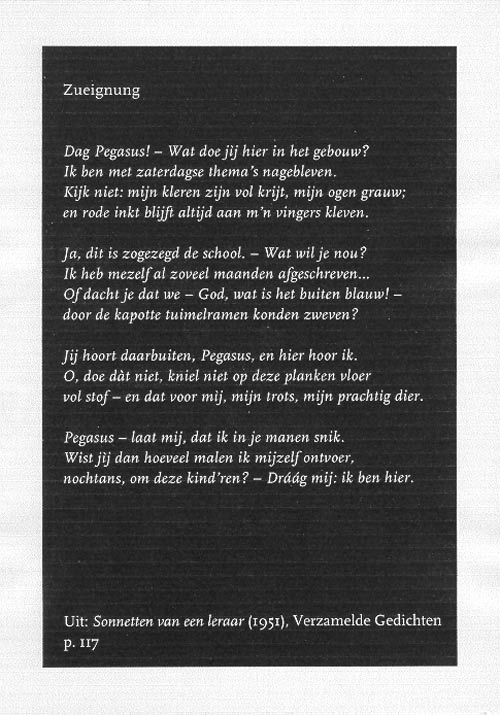 Zueignung
Dag Pegasus! – Wat doe jìj hier in het gebouw?
Ik ben met zaterdagse thema's nagebleven.
Kijk niet: mijn kleren zijn vol krijt, mijn ogen grauw;
en rode inkt blijft altijd aan m'n vingers kleven.
Ja, dit is zogezegd de school. – Wat wil je nou?
Ik heb mezelf al zoveel maanden afgeschreven...
Of dacht je dat we – God, wat is het buiten blauw! –
door de kapotte tuimelramen konden zweven?
Jij hoort daarbuiten, Pegasus, en hier hoor ik.
O, doe dàt niet, kniel niet op deze planken vloer
vol stof – en dat voor mij, mijn trots, mijn prachtig dier.
Pegasus – laat mij, dat ik in je manen snik.
Wist jìj dan hoeveel malen ik mijzelf ontvoer,
nochtans, om deze kind'ren? – Dráág mij: ik ben hier.
Uit: Sonnetten van een leraar (1951), Verzamelde Gedichten
p. 117